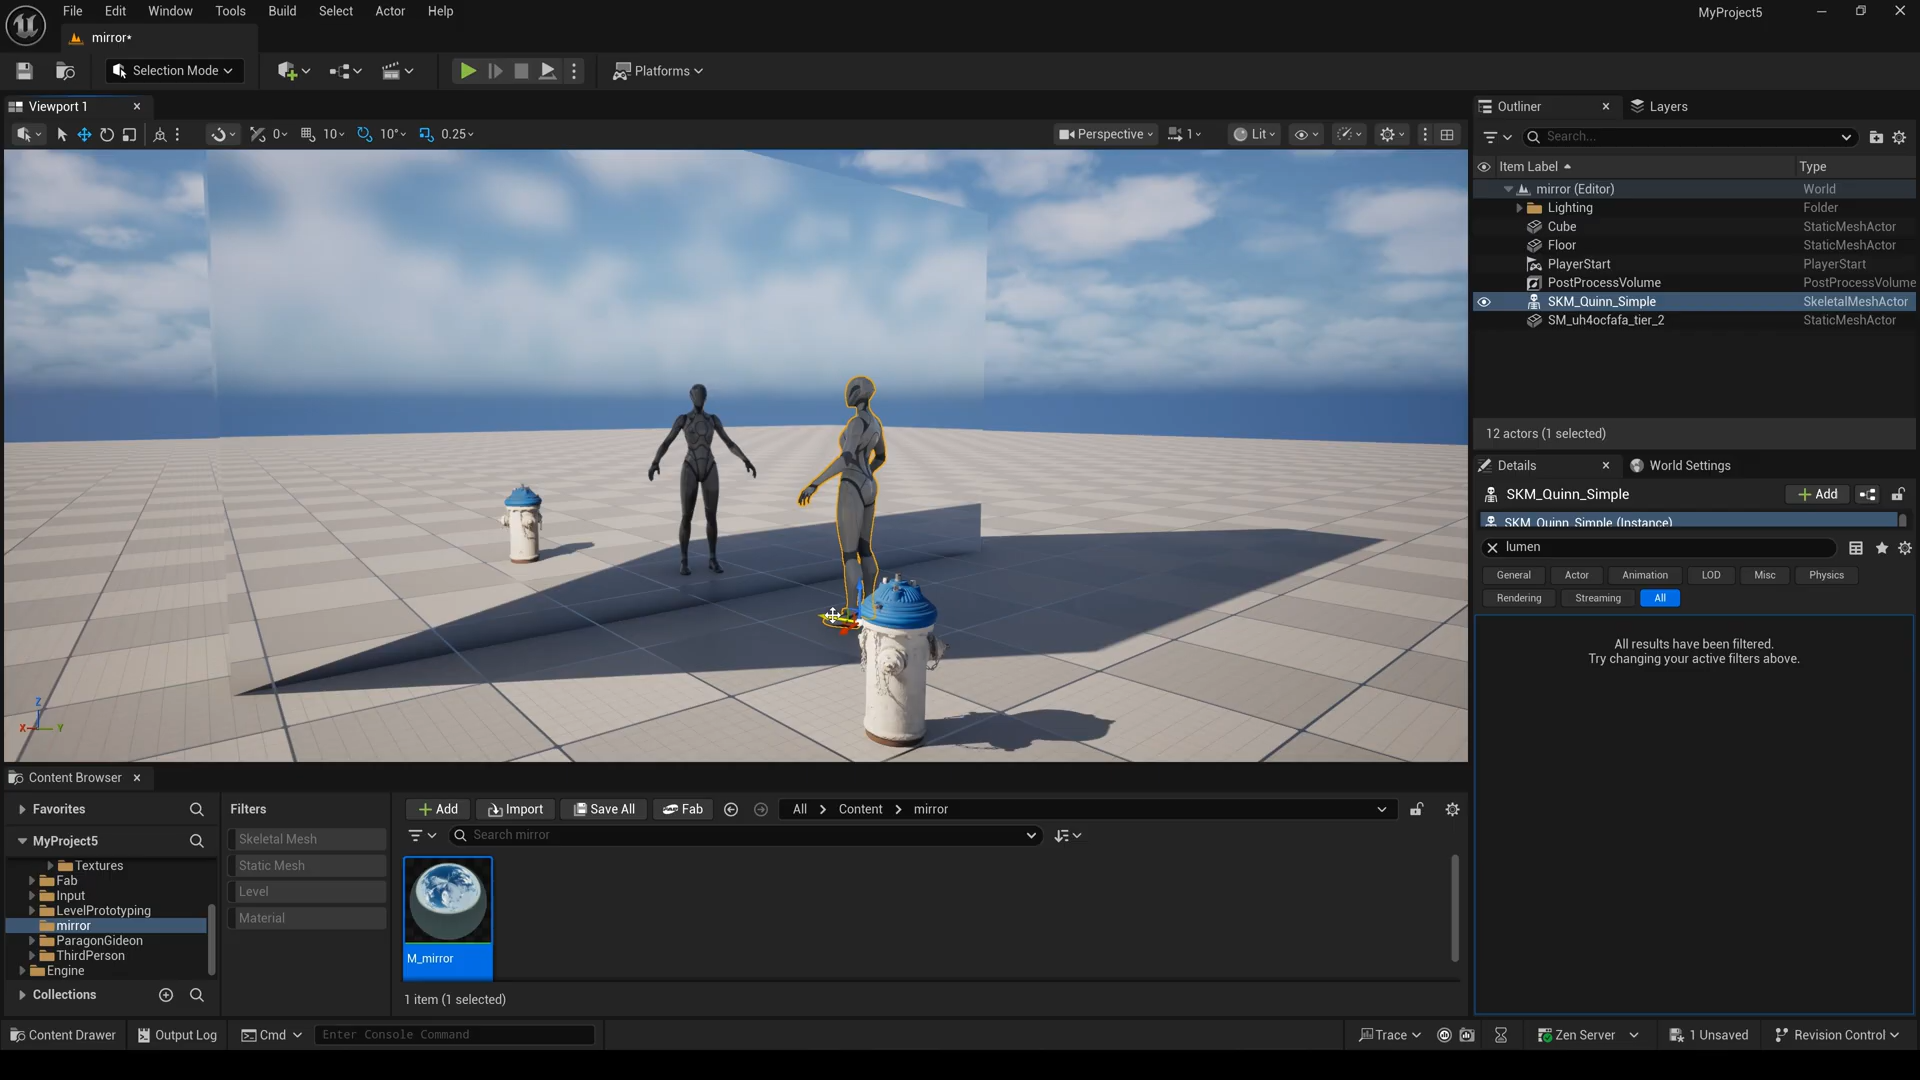 File Edit Window Tools Build Select Actor Help
MyProject5
mirror*
Selection Mode
Platforms
Viewport 1
0 10 10° 0.25
Perspective 1 Lit
Outliner
Layers
Search...
Item Label Type
mirror (Editor) World
Lighting Folder
Cube StaticMeshActor
Floor StaticMeshActor
PlayerStart PlayerStart
PostProcessVolume PostProcessVolume
SKM_Quinn_Simple SkeletalMeshActor
SM_uh4ocfafa_tier_2 StaticMeshActor
12 actors (1 selected)
Details
World Settings
SKM_Quinn_Simple
Add
SKM_Quinn_Simple (Instance)
lumen
General Actor Animation LOD Misc Physics
Rendering Streaming All
All results have been filtered.
Try changing your active filters above.
Z
X Y
Content Browser
Favorites
MyProject5
Textures
Fab
Input
LevelPrototyping
mirror
ParagonGideon
ThirdPerson
Engine
Collections
Filters
Skeletal Mesh
Static Mesh
Level
Material
Add Import Save All Fab All Content mirror
Search mirror
M_mirror
1 item (1 selected)
Content Drawer Output Log Cmd Enter Console Command
Trace Zen Server 1 Unsaved Revision Control